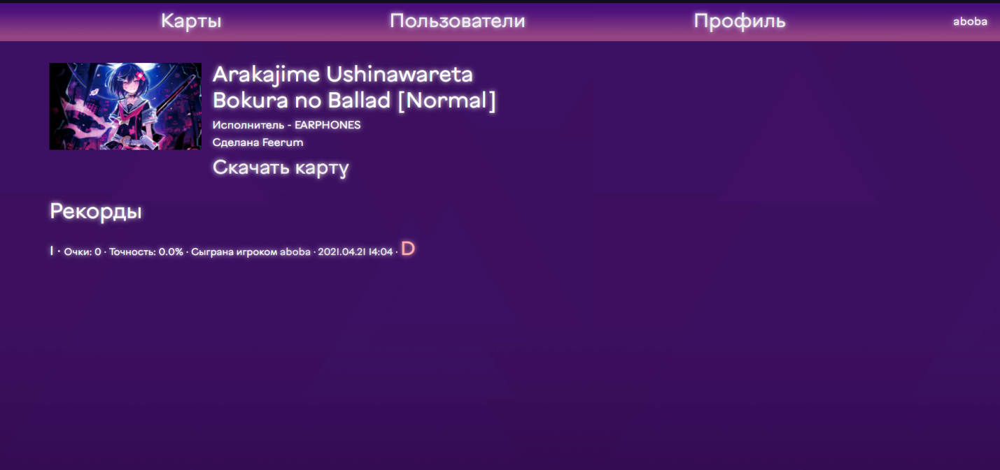 Карты Пользователи Профиль aboba
Arakajime Ushinawareta
Bokura no Ballad [Normal]
Исполнитель - EARPHONES
Сделана Feerum
Скачать карту
Рекорды
1 · Очки: 0 · Точность: 0.0% · Сыграна игроком aboba · 2021.04.21 14:04 · D